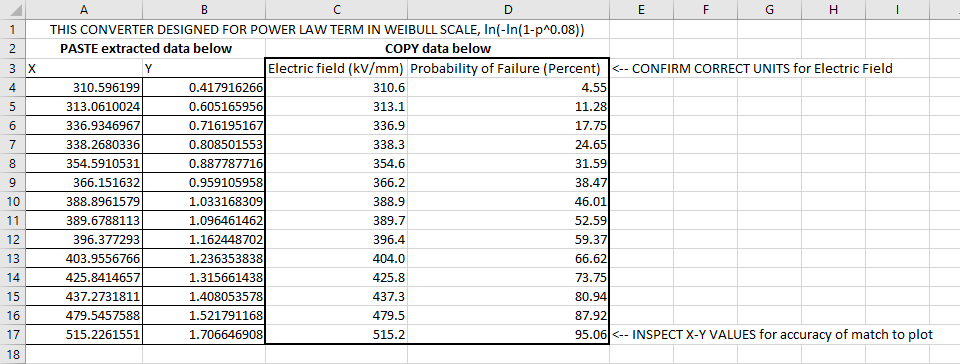 A B C D E F G H I
1 THIS CONVERTER DESIGNED FOR POWER LAW TERM IN WEIBULL SCALE, ln(-ln(1-p^0.08))
2 PASTE extracted data below COPY data below
3 X Y Electric field (kV/mm) Probability of Failure (Percent) <-- CONFIRM CORRECT UNITS for Electric Field
4 310.596199 0.417916266 310.6 4.55
5 313.0610024 0.605165956 313.1 11.28
6 336.9346967 0.716195167 336.9 17.75
7 338.2680336 0.808501553 338.3 24.65
8 354.5910531 0.887787716 354.6 31.59
9 366.151632 0.959105958 366.2 38.47
10 388.8961579 1.033168309 388.9 46.01
11 389.6788113 1.096461462 389.7 52.59
12 396.377293 1.162448702 396.4 59.37
13 403.9556766 1.236353838 404.0 66.62
14 425.8414657 1.315661438 425.8 73.75
15 437.2731811 1.408053578 437.3 80.94
16 479.5457588 1.521791168 479.5 87.92
17 515.2261551 1.706646908 515.2 95.06 <-- INSPECT X-Y VALUES for accuracy of match to plot
18